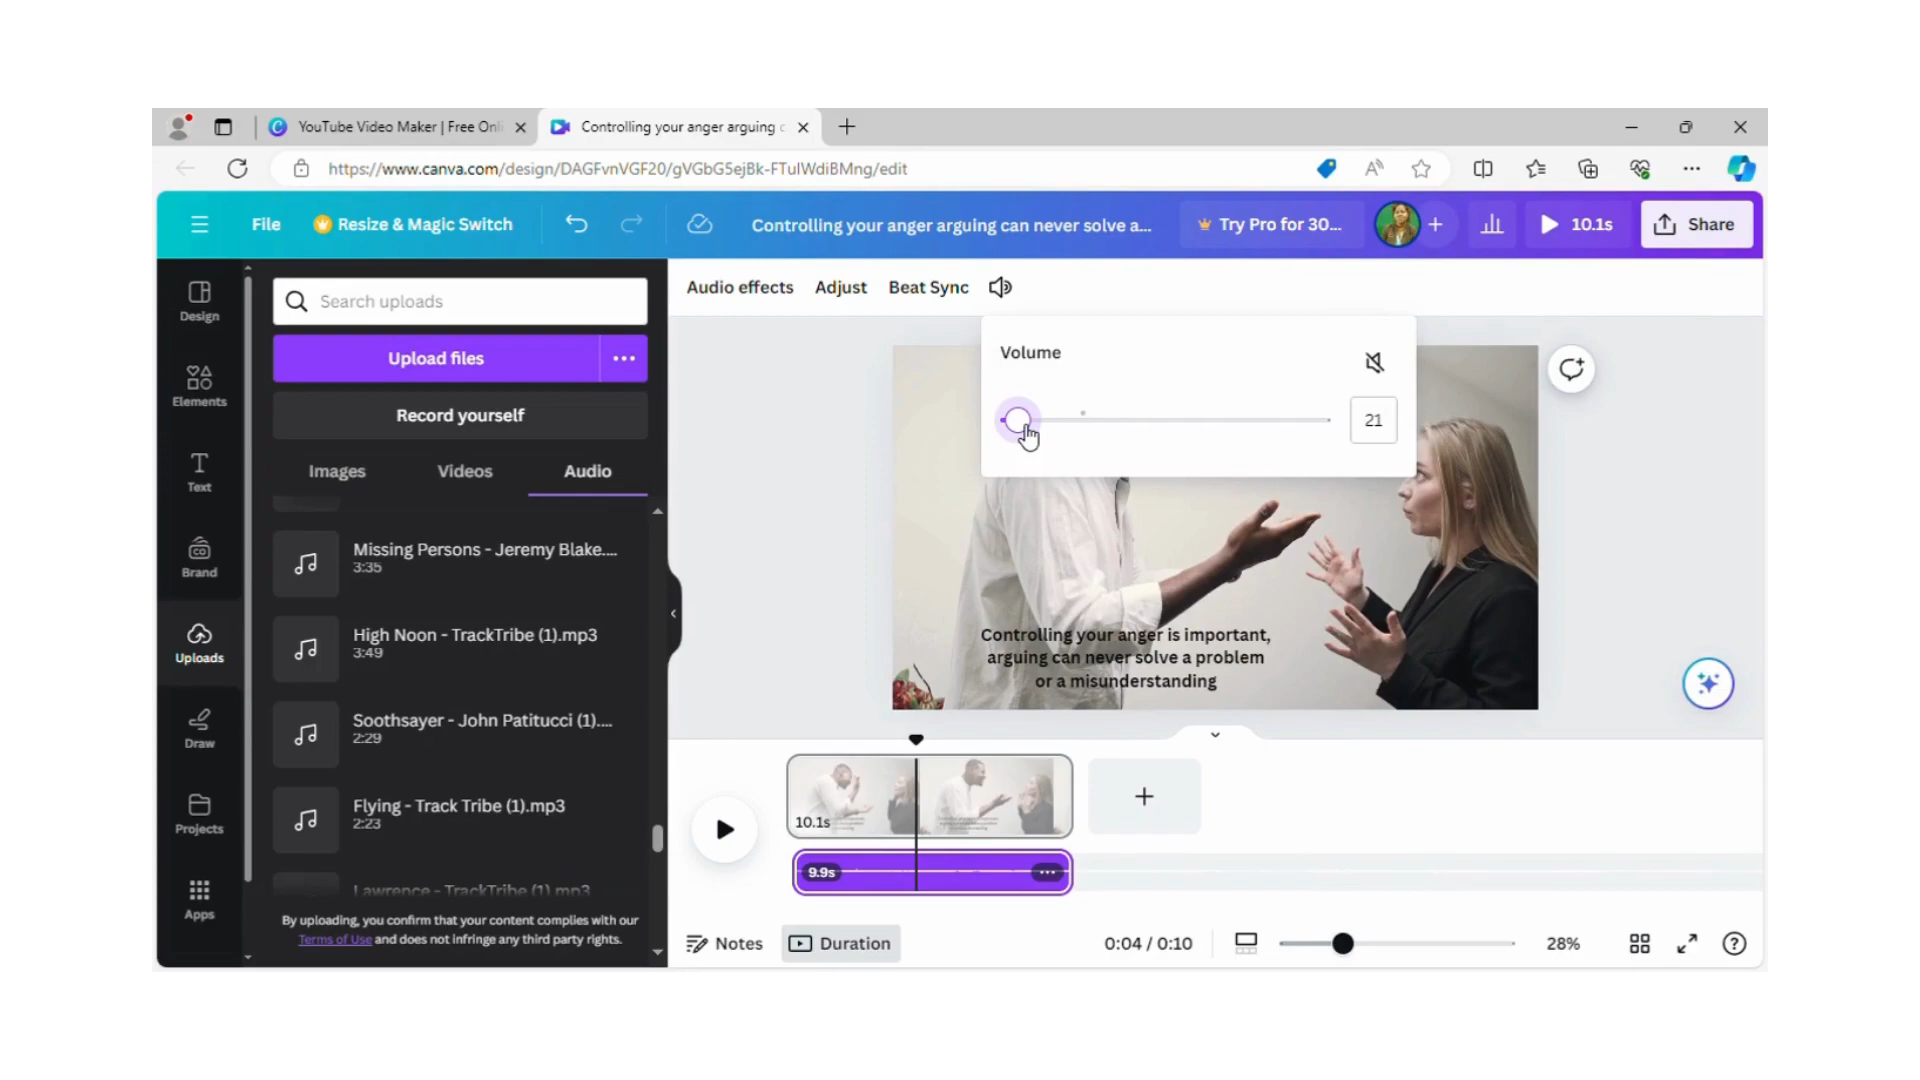 YouTube Video Maker | Free Onli
Controlling your anger arguing c
https://www.canva.com/design/DAGFvnVGF20/gVGbG5ejBk-FTulWdiBMng/edit
File
Resize & Magic Switch
Controlling your anger arguing can never solve a...
Try Pro for 30...
10.1s
Share
Design
Elements
Text
Brand
Uploads
Draw
Projects
Apps
Search uploads
Upload files
Record yourself
Images
Videos
Audio
Missing Persons - Jeremy Blake....
3:35
High Noon - TrackTribe (1).mp3
3:49
Soothsayer - John Patitucci (1)....
2:29
Flying - Track Tribe (1).mp3
2:23
Lawrence - TrackTribe (1).mp3
By uploading, you confirm that your content complies with our
Terms of Use and does not infringe any third party rights.
Audio effects
Adjust
Beat Sync
Volume
21
Controlling your anger is important,
arguing can never solve a problem
or a misunderstanding
10.1s
9.9s
Notes
Duration
0:04 / 0:10
28%